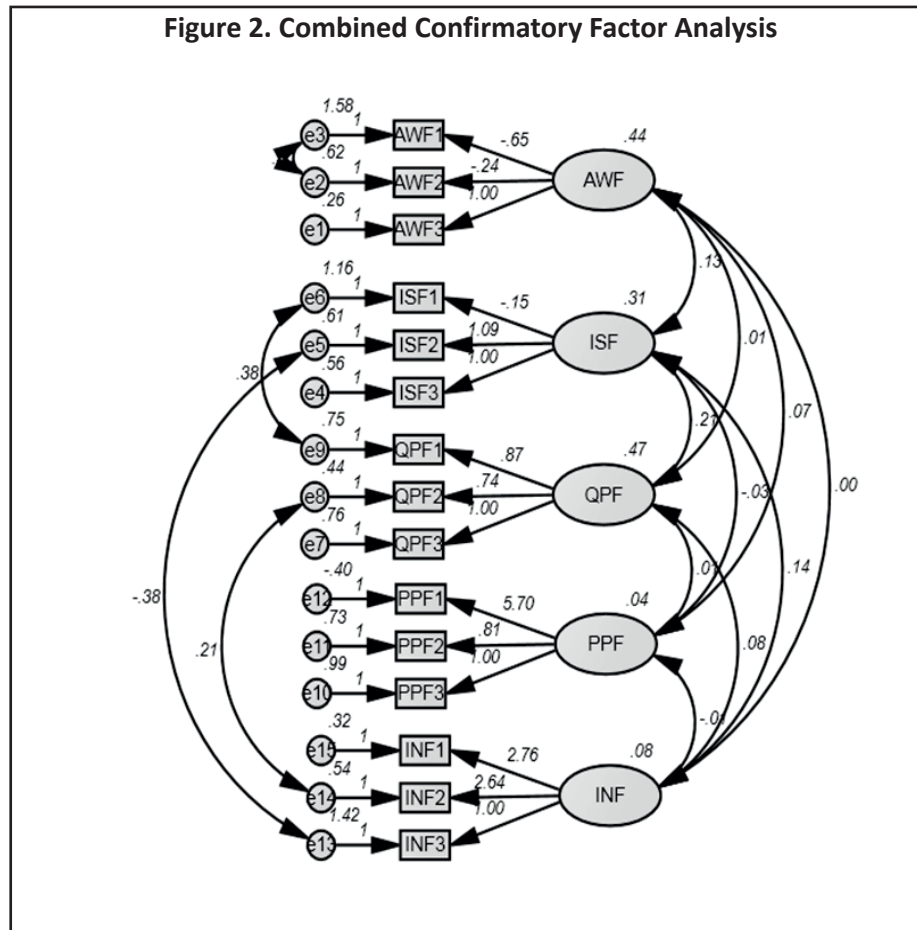 Figure 2. Combined Confirmatory Factor Analysis
1.58
e3 1 AWF1 -.65 .44
.62
e2 1 AWF2 -.24 AWF
.26 1.00
e1 1 AWF3
.13
1.16
e6 1 ISF1 -.15 .31
.61
e5 1 ISF2 1.09 ISF .01
.38 .56 1.00
e4 1 ISF3 .07
.75 .21
e9 1 QPF1 .87 .47
.44
e8 1 QPF2 .74 QPF -.03 .00
.76 1.00
e7 1 QPF3
-.40 .01 .14
-.38 e12 1 PPF1 5.70 .04
.73
.21 e11 1 PPF2 .81 PPF .08
.99 1.00
e10 1 PPF3
.32 -.01
e15 1 INF1 2.76 .08
.54
e14 1 INF2 2.64 INF
1.42 1.00
e13 1 INF3